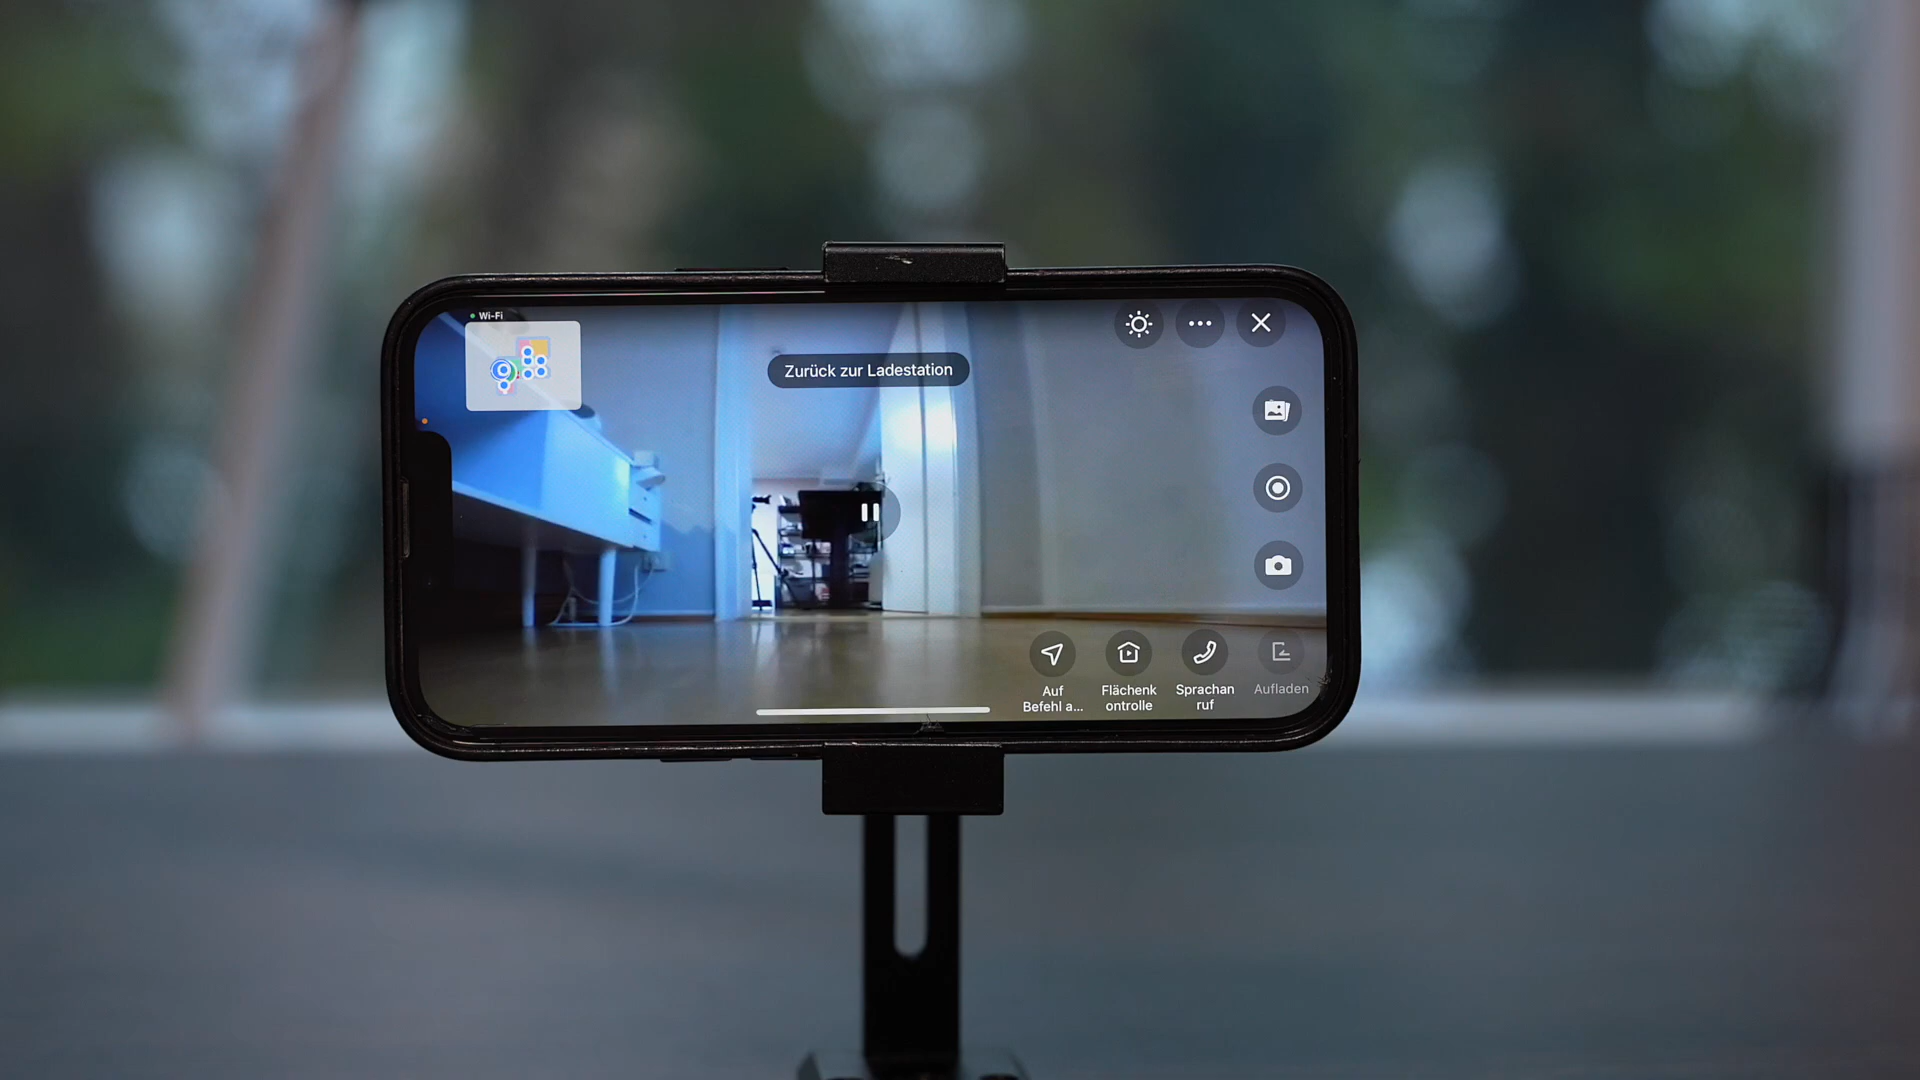 Wi-Fi
Zurück zur Ladestation
Auf
Befehl a...
Flächenk
ontrolle
Sprachan
ruf
Aufladen